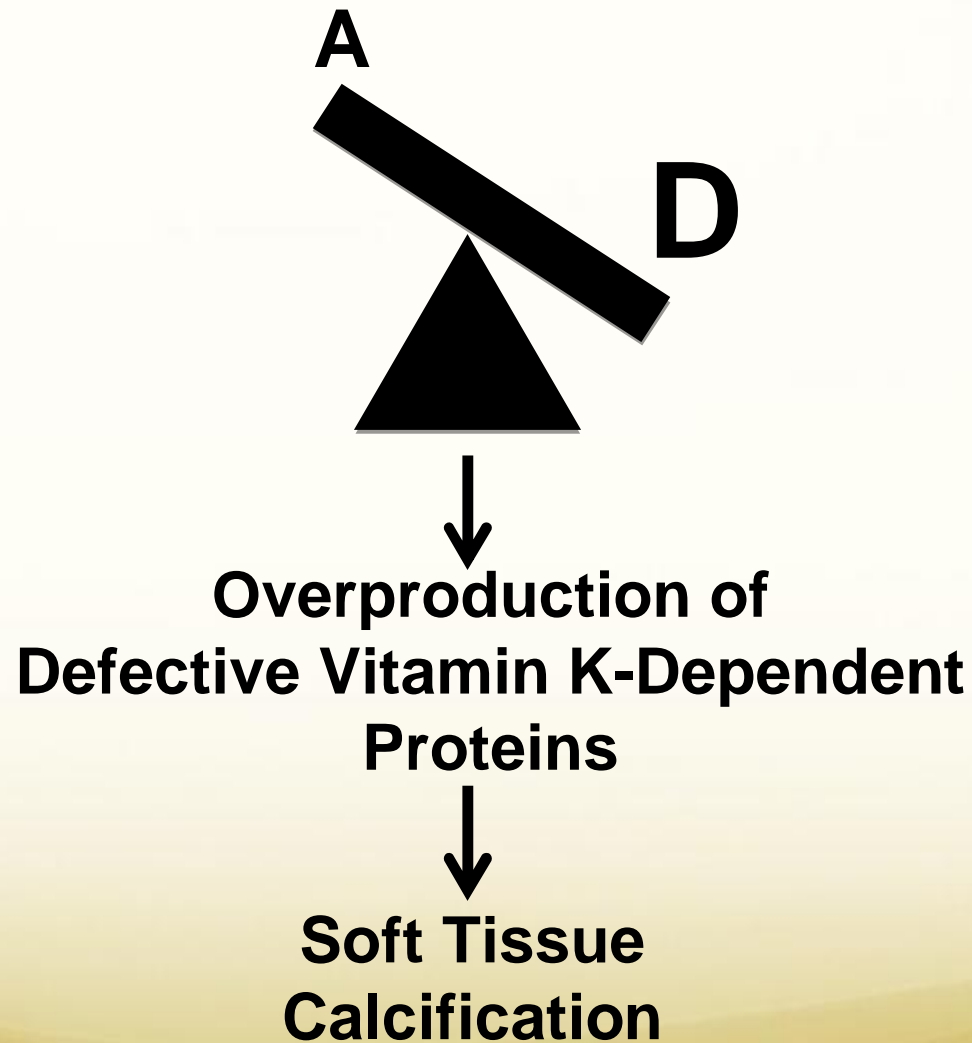 A
D
Overproduction of
Defective Vitamin K-Dependent
Proteins
Soft Tissue
Calcification